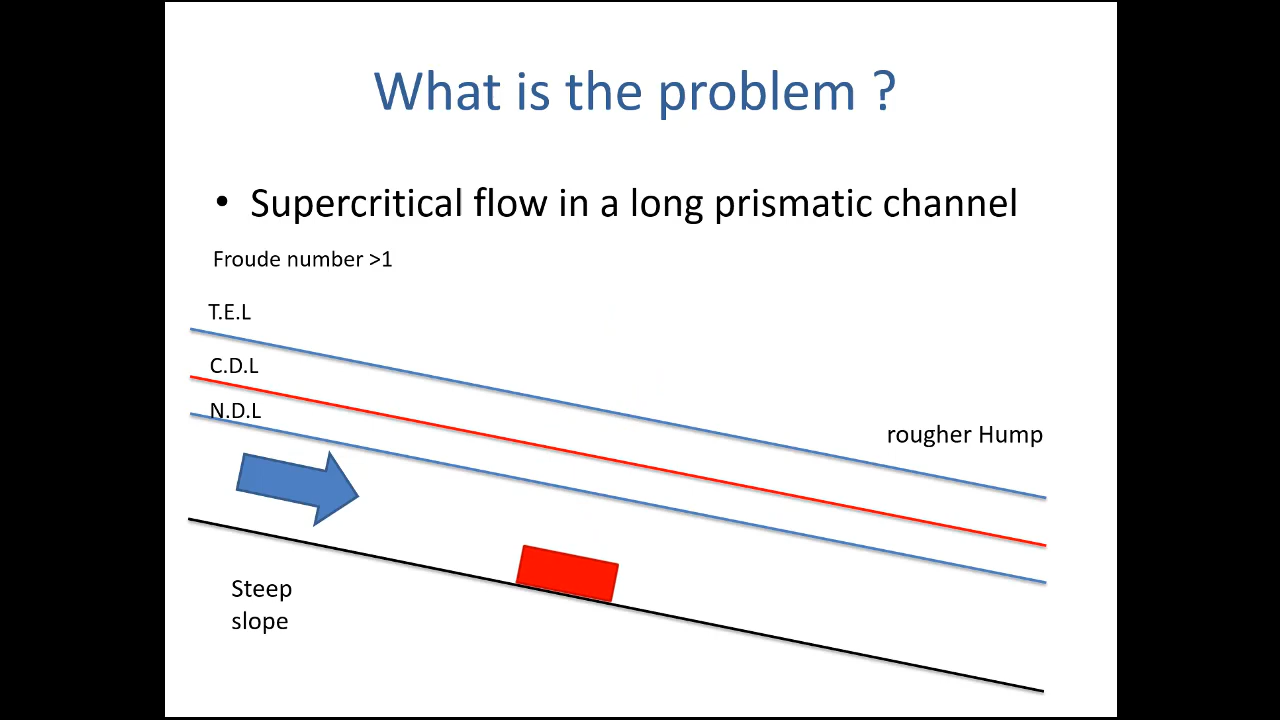 What is the problem ?
• Supercritical flow in a long prismatic channel
Froude number >1
T.E.L
C.D.L
N.D.L
rougher Hump
Steep
slope